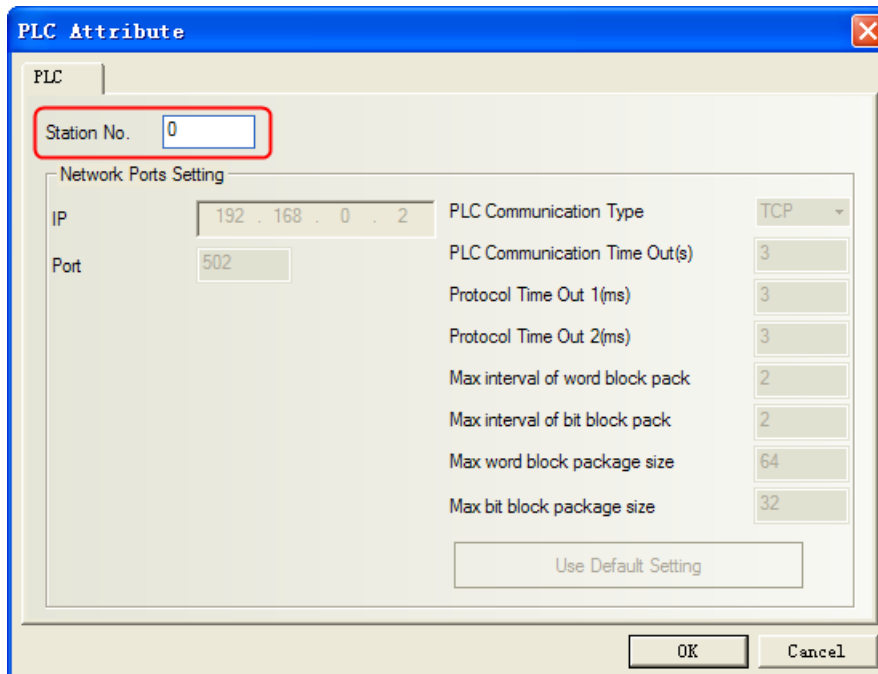 PLC Attribute
PLC
Station No. 0
Network Ports Setting
IP 192 . 168 . 0 . 2
Port 502
PLC Communication Type TCP
PLC Communication Time Out(s) 3
Protocol Time Out 1(ms) 3
Protocol Time Out 2(ms) 3
Max interval of word block pack 2
Max interval of bit block pack 2
Max word block package size 64
Max bit block package size 32
Use Default Setting
OK Cancel